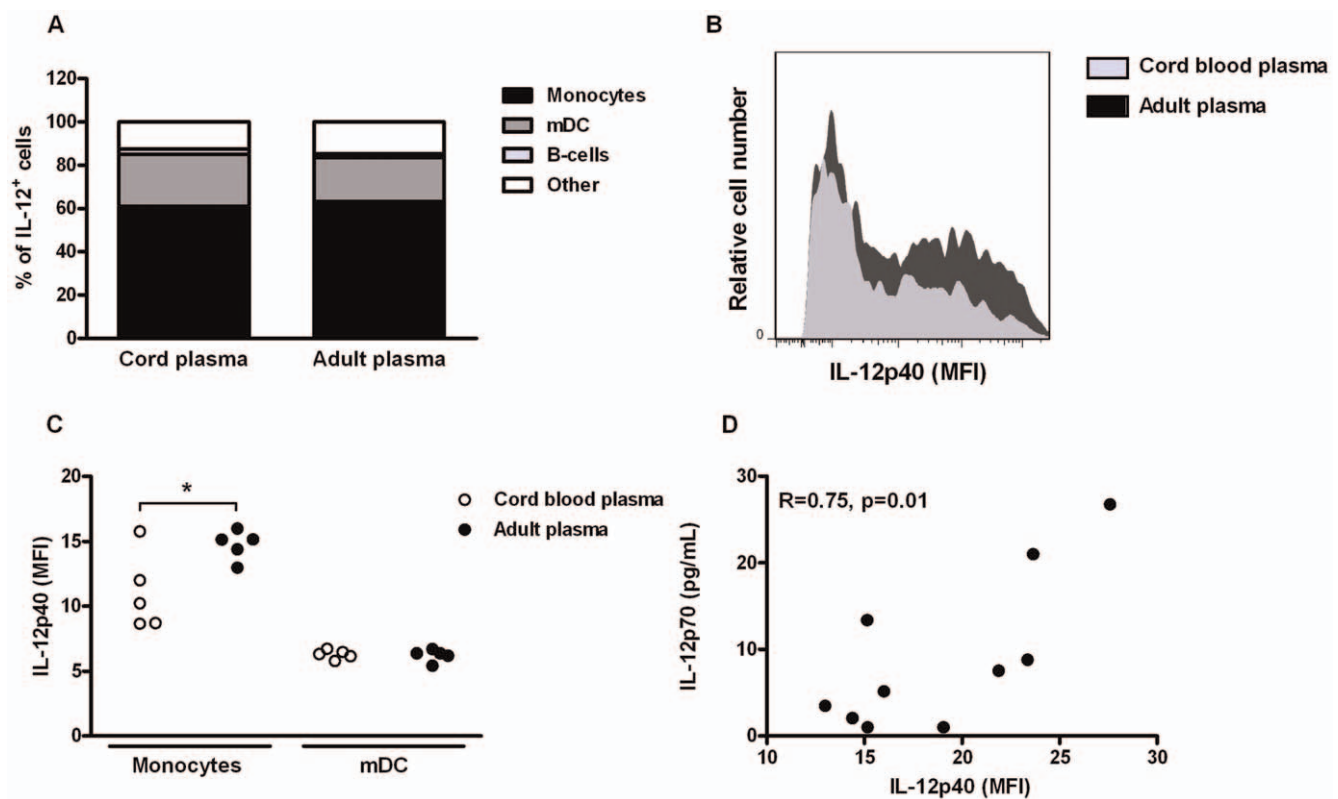 A
% of IL-12+ cells
120
100
80
60
40
20
0
Cord plasma
Adult plasma
Monocytes
mDC
B-cells
Other
B
Relative cell number
0
IL-12p40 (MFI)
Cord blood plasma
Adult plasma
C
IL-12p40 (MFI)
20
15
10
5
0
*
Monocytes
mDC
Cord blood plasma
Adult plasma
D
R=0.75, p=0.01
IL-12p70 (pg/mL)
30
20
10
0
10
15
20
25
30
IL-12p40 (MFI)